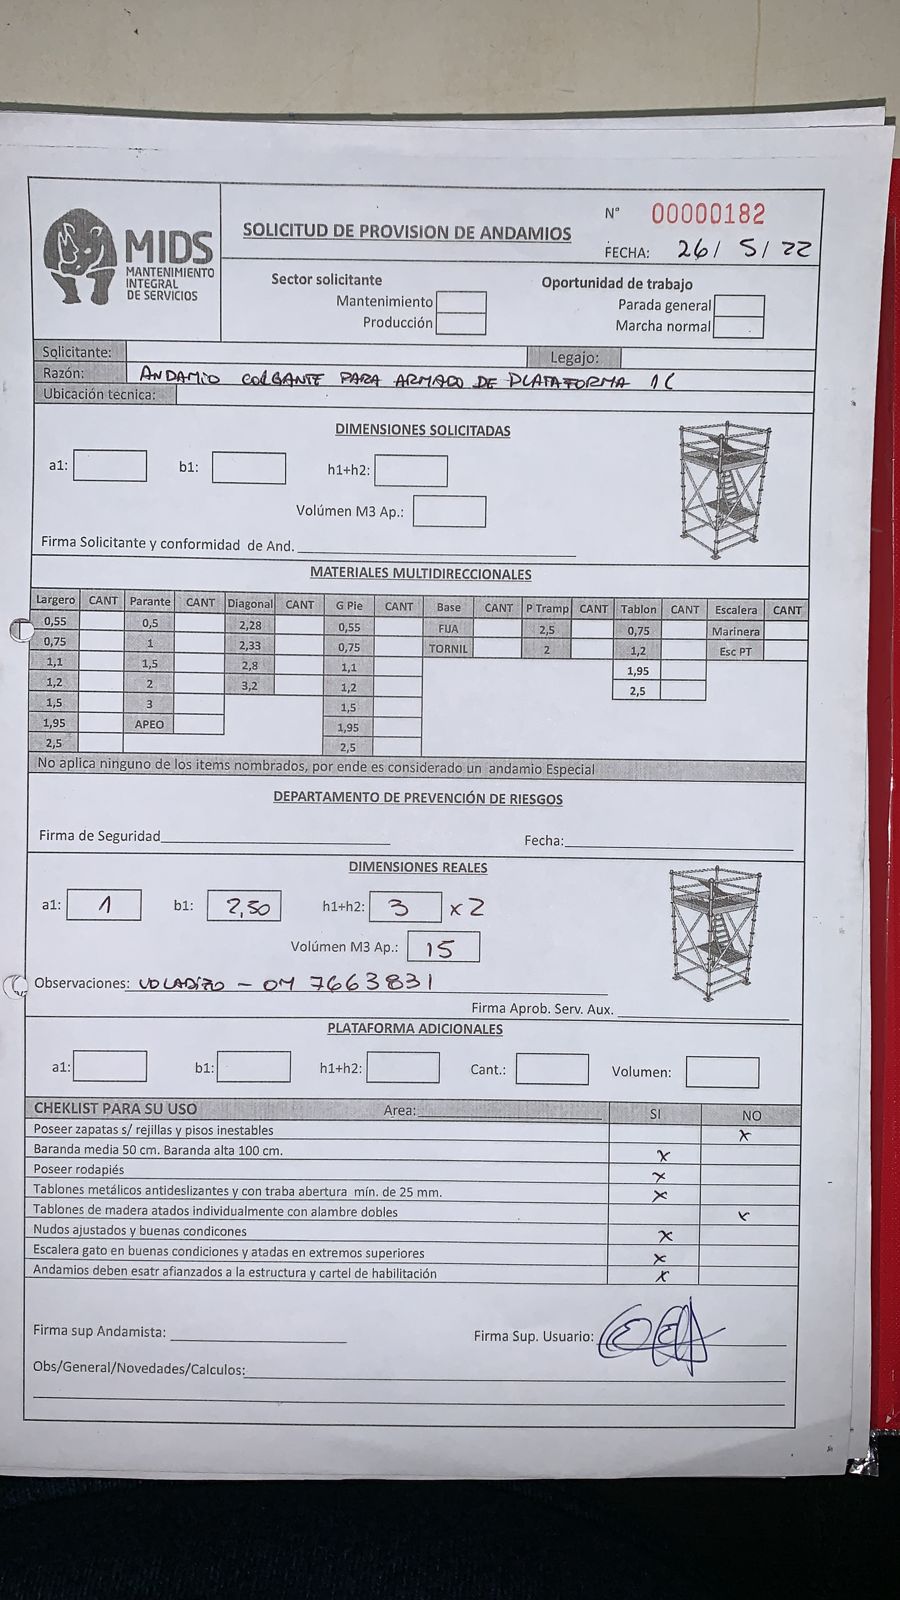 MIDS
MANTENIMIENTO
INTEGRAL
DE SERVICIOS
SOLICITUD DE PROVISION DE ANDAMIOS
N° 00000182
FECHA: 26/ 5/ 22
Sector solicitante
Mantenimiento
Producción
Oportunidad de trabajo
Parada general
Marcha normal
Solicitante: Legajo:
Razón: ANDAMIO COLGANTE PARA ARMADO DE PLATAFORMA 1C
Ubicación tecnica:
DIMENSIONES SOLICITADAS
a1: b1: h1+h2:
Volúmen M3 Ap.:
Firma Solicitante y conformidad de And.
MATERIALES MULTIDIRECCIONALES
Largero CANT Parante CANT Diagonal CANT G Pie CANT Base CANT P Tramp CANT Tablon CANT Escalera CANT
0,55 0,5 2,28 0,55 FIJA 2,5 0,75 Marinera
0,75 1 2,33 0,75 TORNIL 2 1,2 Esc PT
1,1 1,5 2,8 1,1 1,95
1,2 2 3,2 1,2 2,5
1,5 3 1,5
1,95 APEO 1,95
2,5 2,5
No aplica ninguno de los items nombrados, por ende es considerado un andamio Especial
DEPARTAMENTO DE PREVENCIÓN DE RIESGOS
Firma de Seguridad Fecha:
DIMENSIONES REALES
a1: 1 b1: 2,50 h1+h2: 3 x2
Volúmen M3 Ap.: 15
Observaciones: VOLADIZO - OM 7663831
Firma Aprob. Serv. Aux.
PLATAFORMA ADICIONALES
a1: b1: h1+h2: Cant.: Volumen:
CHEKLIST PARA SU USO Area: SI NO
Poseer zapatas s/ rejillas y pisos inestables x
Baranda media 50 cm. Baranda alta 100 cm. x
Poseer rodapiés x
Tablones metálicos antideslizantes y con traba abertura mín. de 25 mm. x
Tablones de madera atados individualmente con alambre dobles x
Nudos ajustados y buenas condicones x
Escalera gato en buenas condiciones y atadas en extremos superiores x
Andamios deben esatr afianzados a la estructura y cartel de habilitación x
Firma sup Andamista: Firma Sup. Usuario:
Obs/General/Novedades/Calculos: